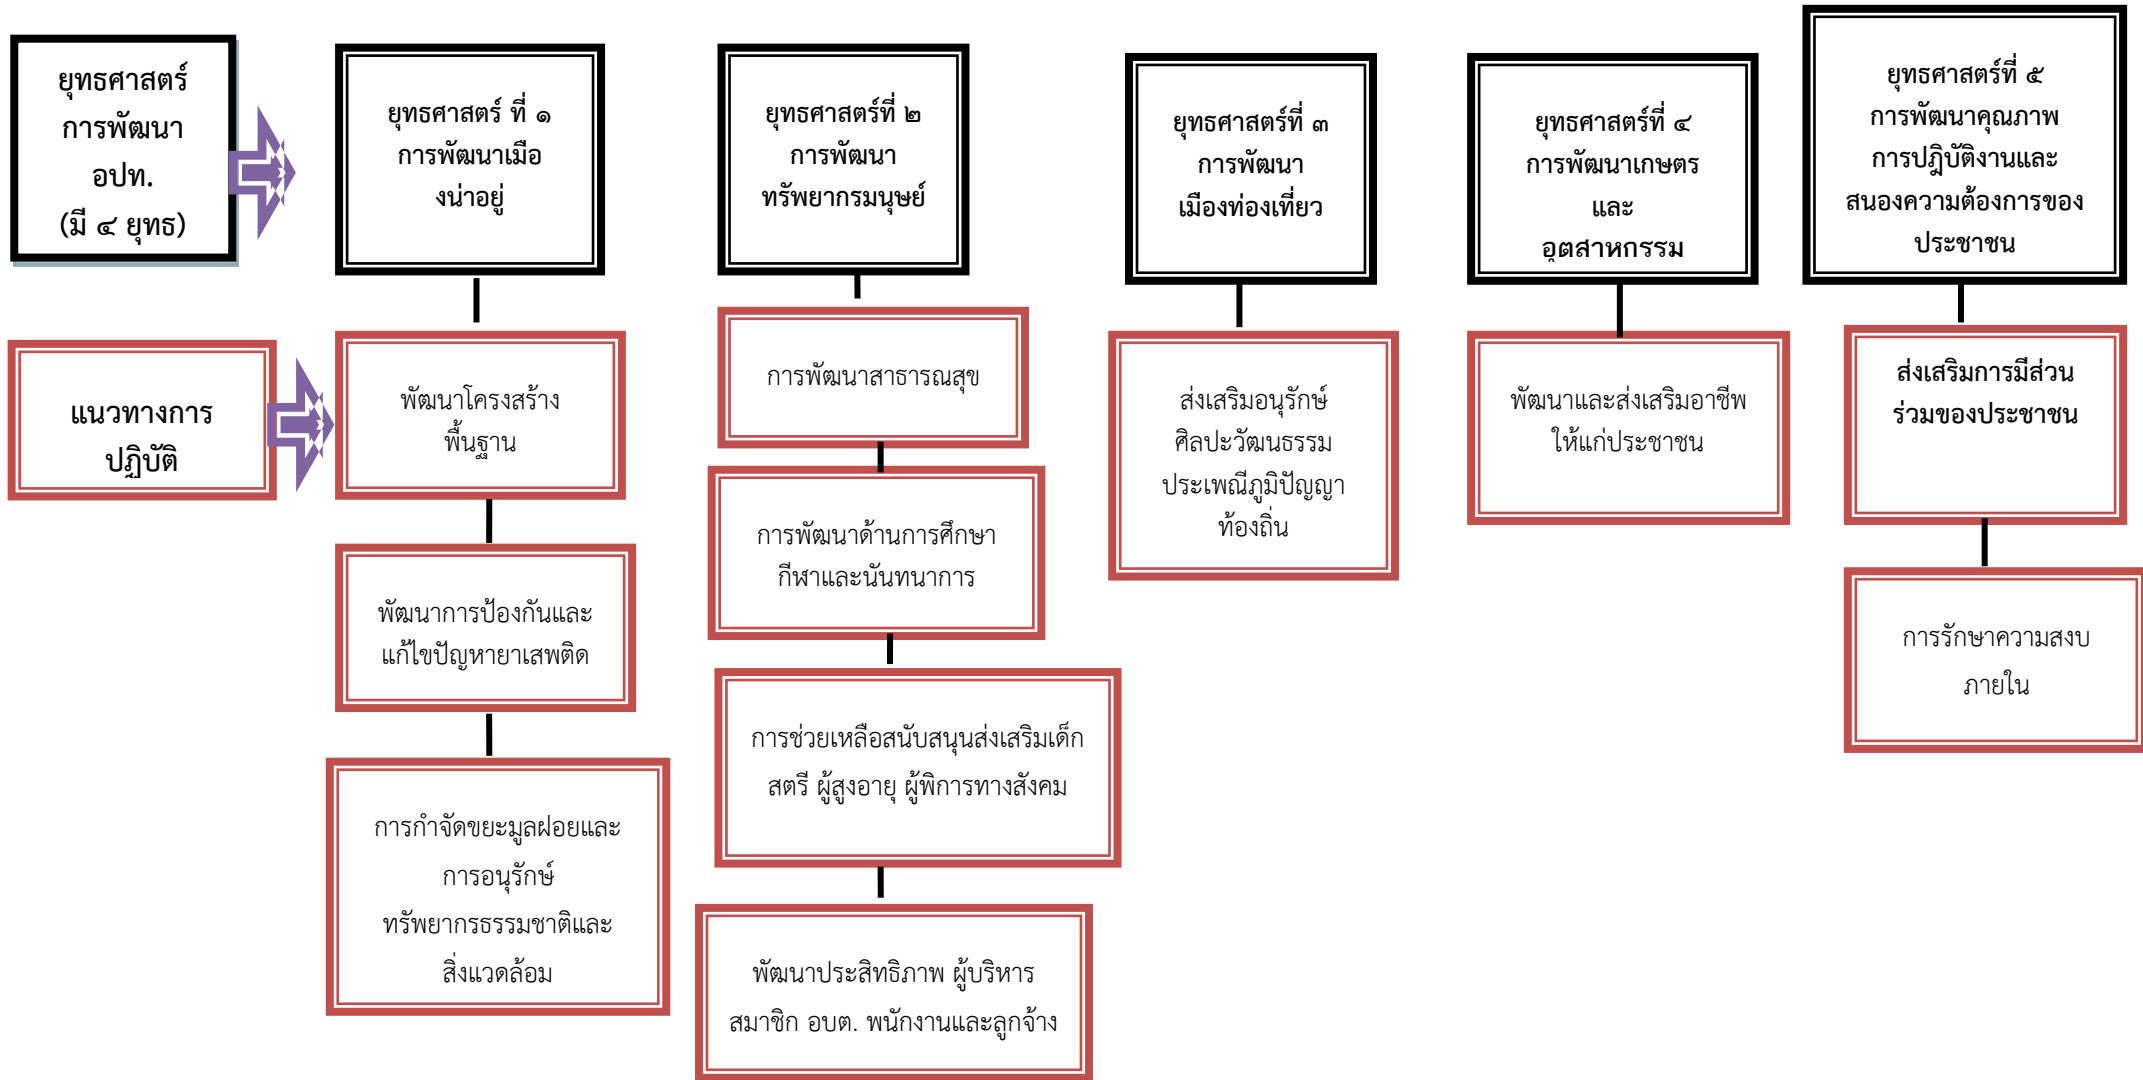 ยุทธศาสตร์
การพัฒนา
อปท.
(มี ๔ ยุทธ)
ยุทธศาสตร์ ที่ ๑
การพัฒนาเมือ
งน่าอยู่
ยุทธศาสตร์ที่ ๒
การพัฒนา
ทรัพยากรมนุษย์
ยุทธศาสตร์ที่ ๓
การพัฒนา
เมืองท่องเที่ยว
ยุทธศาสตร์ที่ ๔
การพัฒนาเกษตร
และ
อุตสาหกรรม
ยุทธศาสตร์ที่ ๕
การพัฒนาคุณภาพ
การปฎิบัติงานและ
สนองความต้องการของ
ประชาชน
แนวทางการ
ปฏิบัติ
พัฒนาโครงสร้าง
พื้นฐาน
พัฒนาการป้องกันและ
แก้ไขปัญหายาเสพติด
การกำจัดขยะมูลฝอยและ
การอนุรักษ์
ทรัพยากรธรรมชาติและ
สิ่งแวดล้อม
การพัฒนาสาธารณสุข
การพัฒนาด้านการศึกษา
กีฬาและนันทนาการ
การช่วยเหลือสนับสนุนส่งเสริมเด็ก
สตรี ผู้สูงอายุ ผู้พิการทางสังคม
พัฒนาประสิทธิภาพ ผู้บริหาร
สมาชิก อบต. พนักงานและลูกจ้าง
ส่งเสริมอนุรักษ์
ศิลปะวัฒนธรรม
ประเพณีภูมิปัญญา
ท้องถิ่น
พัฒนาและส่งเสริมอาชีพ
ให้แก่ประชาชน
ส่งเสริมการมีส่วน
ร่วมของประชาชน
การรักษาความสงบ
ภายใน